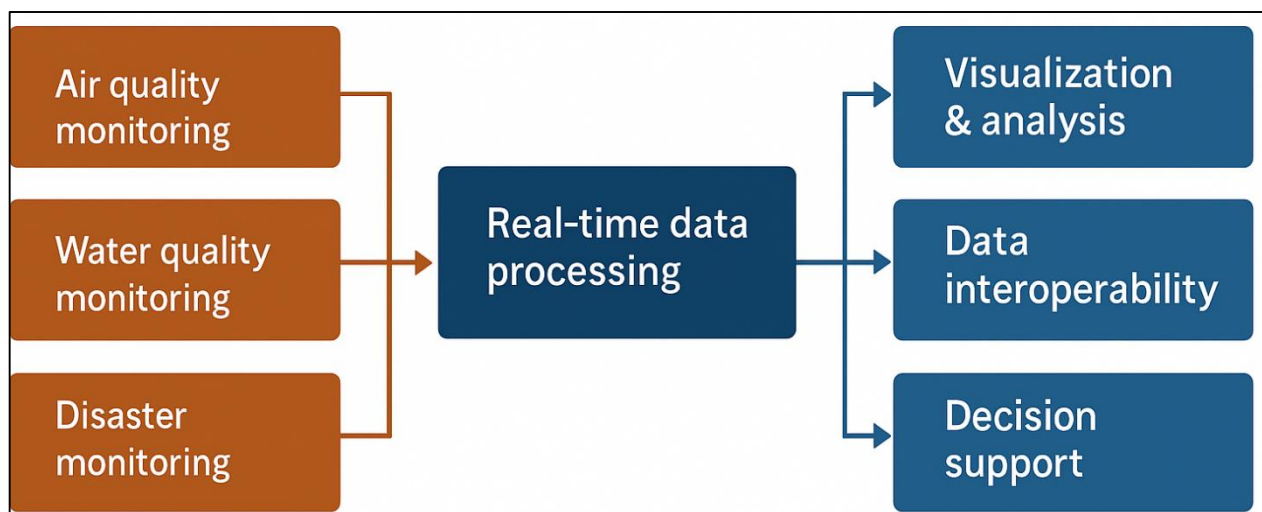 Air quality
monitoring
Water quality
monitoring
Disaster
monitoring
Real-time data
processing
Visualization
& analysis
Data
interoperability
Decision
support